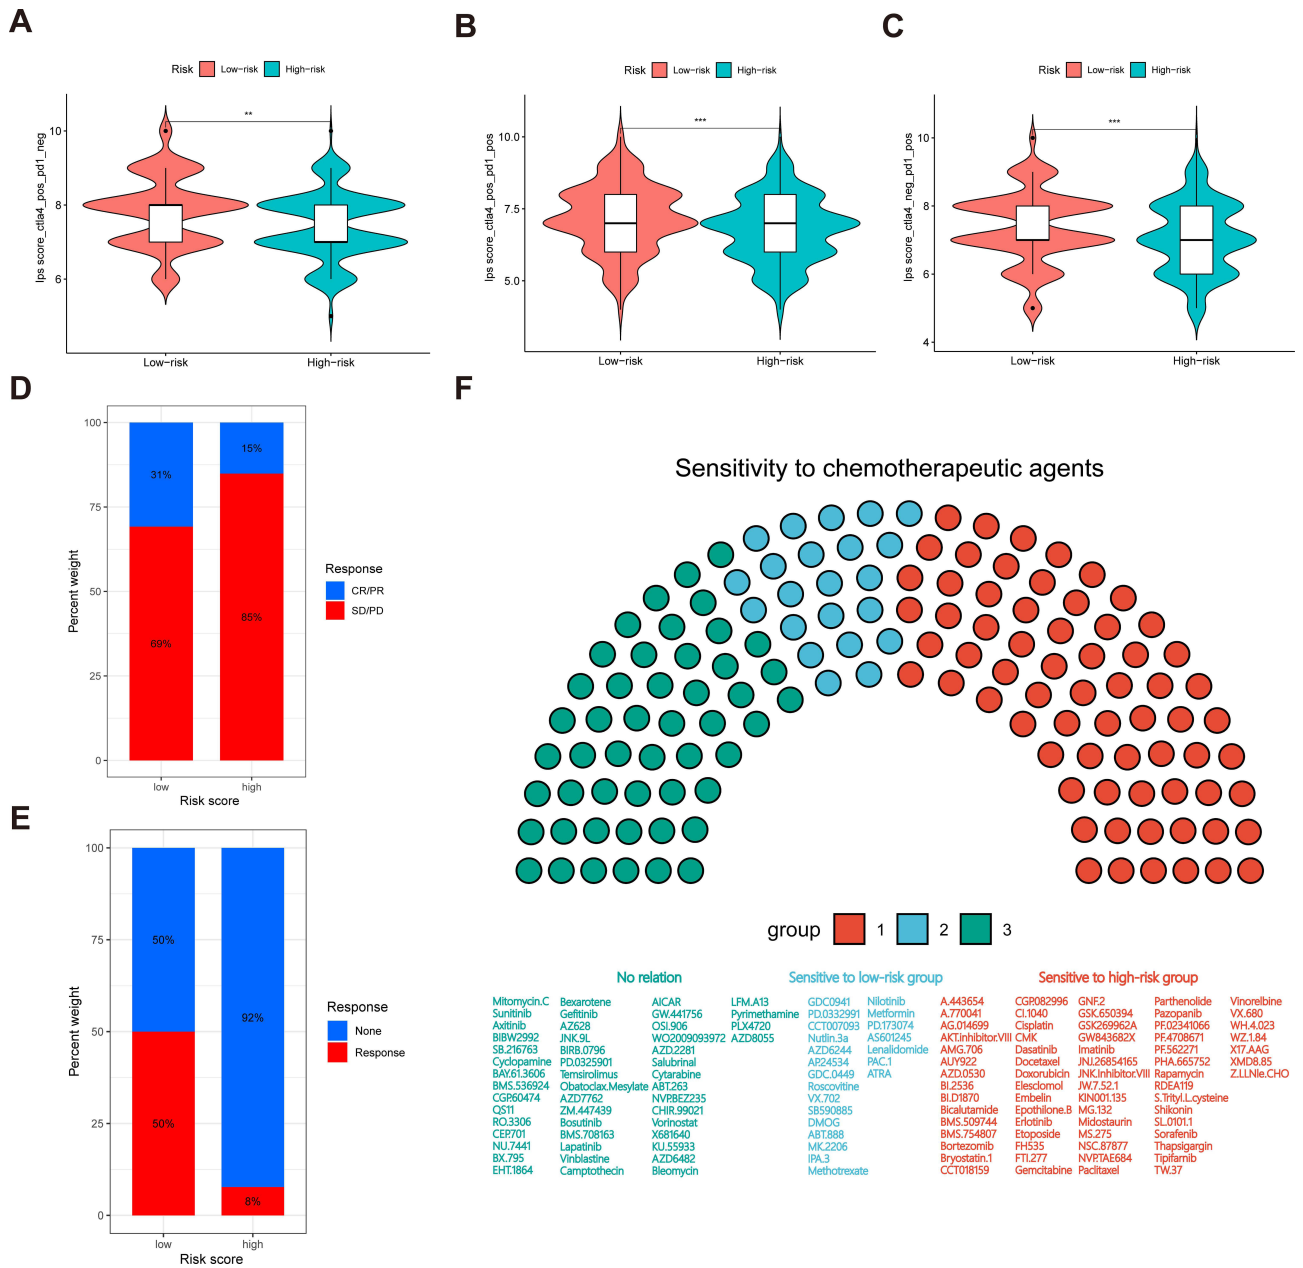 A
Risk Low-risk High-risk
Ips score_ctla4_pos_pd1_neg
10
8
6
**
Low-risk High-risk
B
Risk Low-risk High-risk
Ips score_ctla4_pos_pd1_pos
10.0
7.5
5.0
***
Low-risk High-risk
C
Risk Low-risk High-risk
Ips score_ctla4_neg_pd1_pos
10
8
6
4
***
Low-risk High-risk
D
Percent weight
100
75
50
25
0
31%
69%
15%
85%
low high
Risk score
Response
CR/PR
SD/PD
E
Percent weight
100
75
50
25
0
50%
50%
92%
8%
low high
Risk score
Response
None
Response
F
Sensitivity to chemotherapeutic agents
group 1 2 3
No relation
Mitomycin.C
Sunitinib
Axitinib
BIBW2992
SB.216763
Cyclopamine
BAY.61.3606
BMS.536924
CGP.60474
QS11
RO.3306
CEP.701
NU.7441
BX.795
EHT.1864
Bexarotene
Gefitinib
AZ628
JNK.9L
BIRB.0796
PD.0325901
Temsirolimus
Obatoclax.Mesylate
AZD7762
ZM.447439
Bosutinib
BMS.708163
Lapatinib
Vinblastine
Camptothecin
AICAR
GW.441756
OSI.906
WO2009093972
AZD.2281
Salubrinal
Cytarabine
ABT.263
NVP.BEZ235
CHIR.99021
Vorinostat
X681640
KU.55933
AZD6482
Bleomycin
LFM.A13
Pyrimethamine
PLX4720
AZD8055
Sensitive to low-risk group
GDC0941
PD.0332991
CCT007093
Nutlin.3a
AZD6244
AP.24534
GDC.0449
Roscovitine
VX.702
SB590885
DMOG
ABT.888
MK.2206
IPA.3
Methotrexate
Nilotinib
Metformin
PD.173074
AS601245
Lenalidomide
PAC.1
ATRA
Sensitive to high-risk group
A.443654
A.770041
AG.014699
AKT.inhibitor.VIII
AMG.706
AUY922
AZD.0530
BI.2536
BI.D1870
Bicalutamide
BMS.509744
BMS.754807
Bortezomib
Bryostatin.1
CCT018159
CGP.082996
CI.1040
Cisplatin
CMK
Dasatinib
Docetaxel
Doxorubicin
Elesclomol
Embelin
Epothilone.B
Erlotinib
Etoposide
FH535
FTI.277
Gemcitabine
GNF.2
GSK.650394
GSK269962A
GW843682X
Imatinib
JNJ.26854165
JNK.Inhibitor.VIII
JW.7.52.1
KIN001.135
MG.132
Midostaurin
MS.275
NSC.87877
NVP.TAE684
Paclitaxel
Parthenolide
Pazopanib
PF.02341066
PF.4708671
PF.562271
PHA.665752
Rapamycin
RDEA119
S.Trityl.L.cysteine
Shikonin
SL.0101.1
Sorafenib
Thapsigargin
Tipifarnib
TW.37
Vinorelbine
VX.680
WH.4.023
WZ.1.84
X17.AAG
XMD8.85
Z.LLNle.CHO